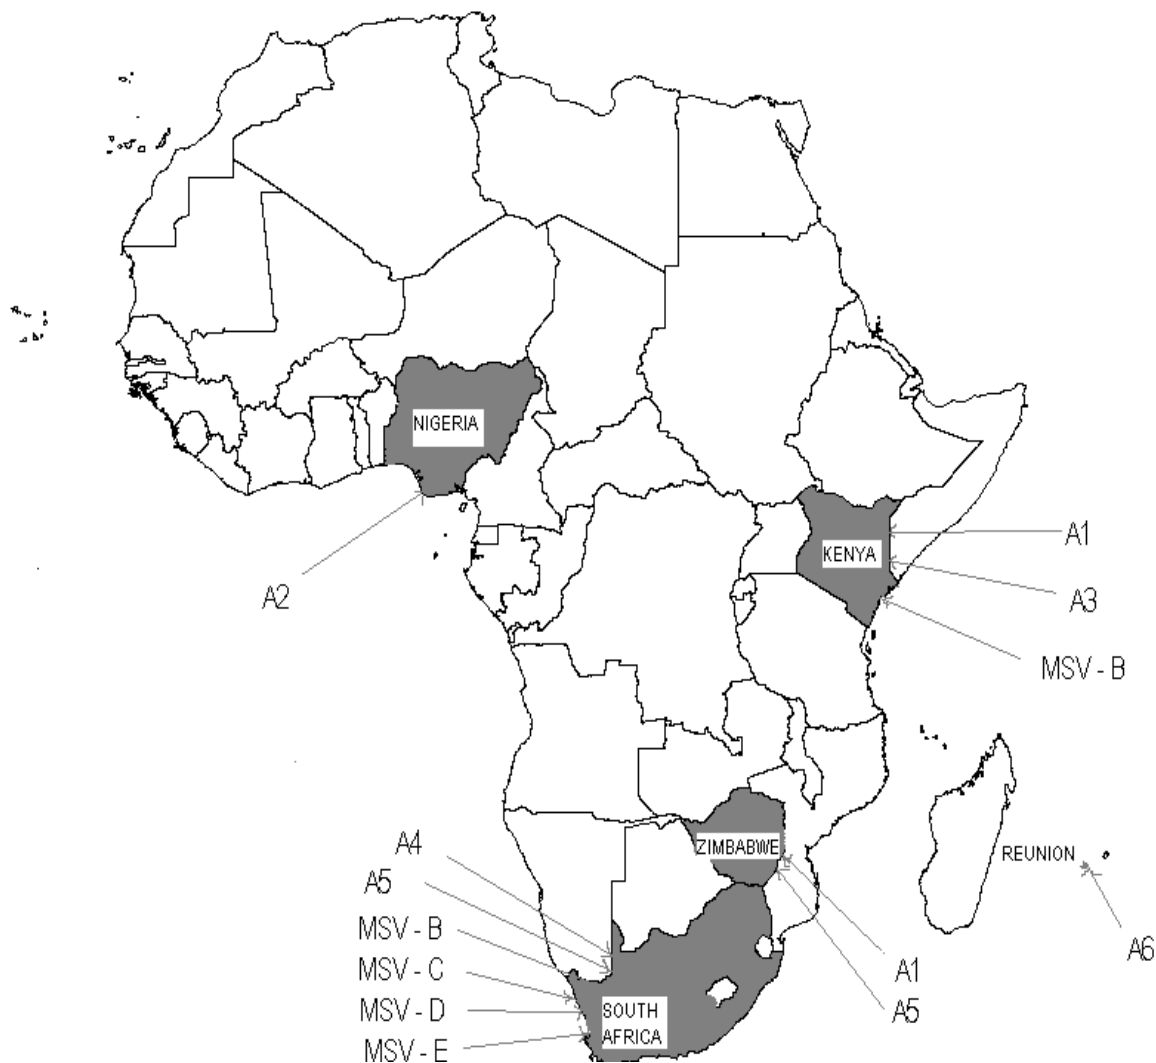 NIGERIA
A1
KENYA
A2
A3
MSV - B
A4
ZIMBABWE
REUNION
A5
MSV - B
A6
MSV - C
A1
MSV - D
A5
SOUTH
AFRICA
MSV - E